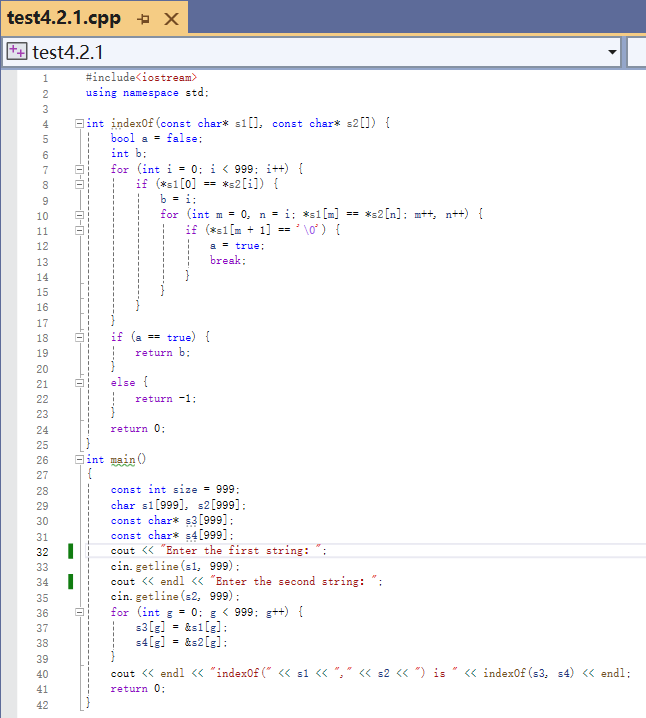 test4.2.1.cpp
test4.2.1
1 #include<iostream>
2 using namespace std;
3
4 int indexOf(const char* s1[], const char* s2[]) {
5 bool a = false;
6 int b;
7 for (int i = 0; i < 999; i++) {
8 if (*s1[0] == *s2[i]) {
9 b = i;
10 for (int m = 0, n = i; *s1[m] == *s2[n]; m++, n++) {
11 if (*s1[m + 1] == '\0') {
12 a = true;
13 break;
14 }
15 }
16 }
17 }
18 if (a == true) {
19 return b;
20 }
21 else {
22 return -1;
23 }
24 return 0;
25 }
26 int main()
27 {
28 const int size = 999;
29 char s1[999], s2[999];
30 const char* s3[999];
31 const char* s4[999];
32 cout << "Enter the first string: ";
33 cin.getline(s1, 999);
34 cout << endl << "Enter the second string: ";
35 cin.getline(s2, 999);
36 for (int g = 0; g < 999; g++) {
37 s3[g] = &s1[g];
38 s4[g] = &s2[g];
39 }
40 cout << endl << "indexOf(" << s1 << "," << s2 << ") is " << indexOf(s3, s4) << endl;
41 return 0;
42 }